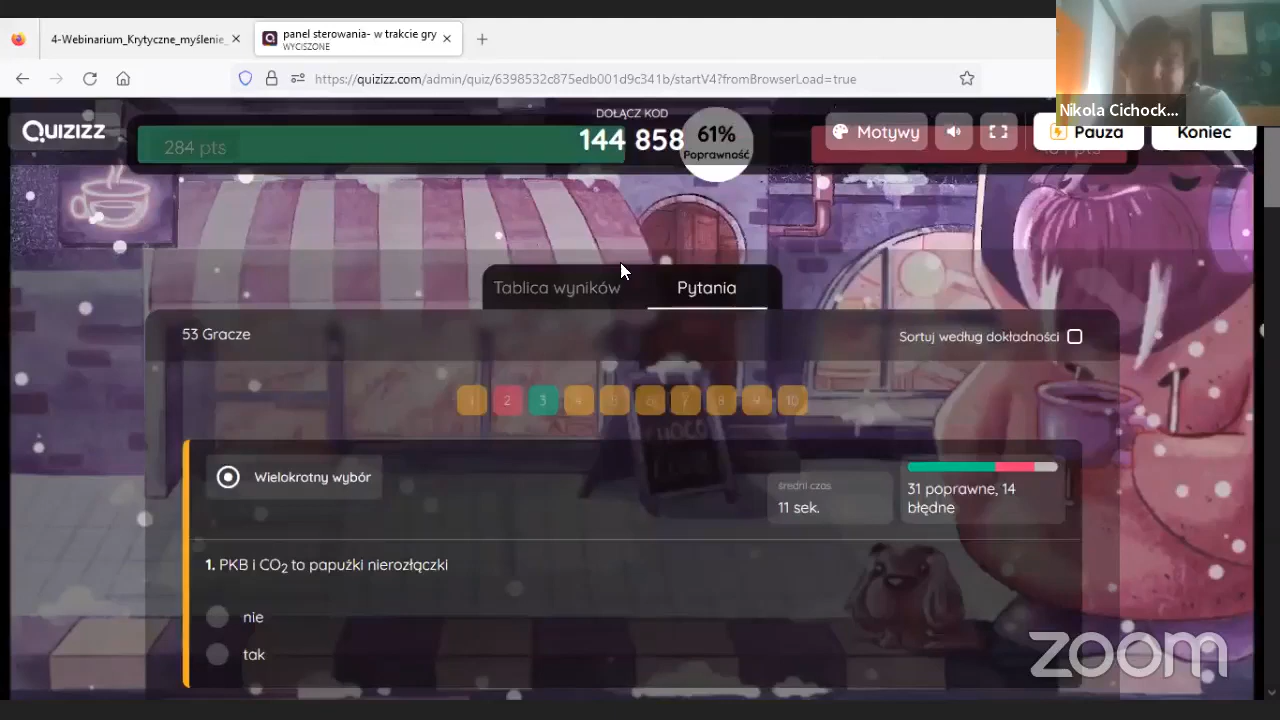 4-Webinarium_Krytyczne_myślenie_
panel sterowania- w trakcie gry
WYCISZONE
https://quizizz.com/admin/quiz/6398532c875edb001d9c341b/startV4?fromBrowserLoad=true
Nikola Cichock...
Quizizz
284 pts
DOŁĄCZ KOD
144 858
61%
Poprawność
Motywy
Pauza
Koniec
Tablica wyników
Pytania
53 Gracze
Sortuj według dokładności
1 2 3 4 5 6 7 8 9 10
CHOCO
Wielokrotny wybór
średni czas
11 sek.
31 poprawne, 14
błędne
1. PKB i CO₂ to papużki nierozłączki
nie
tak
zoom